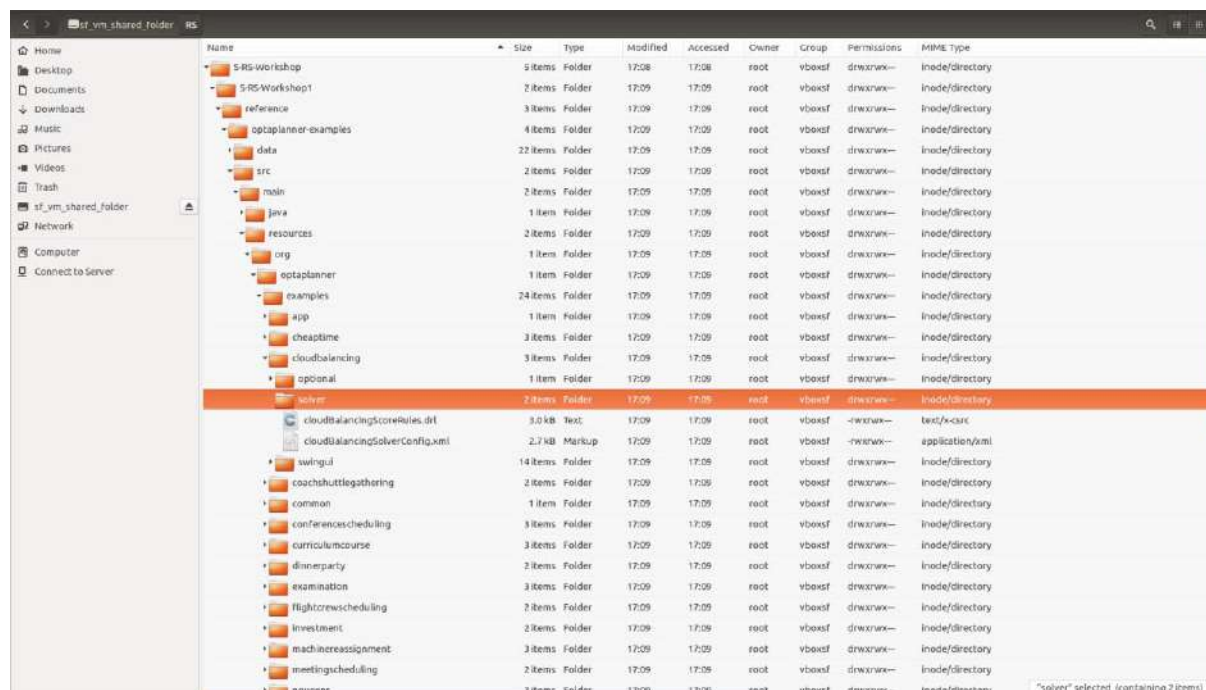 sf_vm_shared_folder RS
Name Size Type Modified Accessed Owner Group Permissions MIME Type
Home
Desktop
Documents
Downloads
Music
Pictures
Videos
Trash
sf_vm_shared_folder
Network
Computer
Connect to Server
S-RS-Workshop 5 items Folder 17:08 17:08 root vboxsf drwxrwx— inode/directory
S-RS-Workshop1 2 items Folder 17:09 17:09 root vboxsf drwxrwx— inode/directory
reference 3 items Folder 17:09 17:09 root vboxsf drwxrwx— inode/directory
optaplanner-examples 4 items Folder 17:09 17:09 root vboxsf drwxrwx— inode/directory
data 22 items Folder 17:09 17:09 root vboxsf drwxrwx— inode/directory
src 2 items Folder 17:09 17:09 root vboxsf drwxrwx— inode/directory
main 2 items Folder 17:09 17:09 root vboxsf drwxrwx— inode/directory
java 1 item Folder 17:09 17:09 root vboxsf drwxrwx— inode/directory
resources 2 items Folder 17:09 17:09 root vboxsf drwxrwx— inode/directory
org 1 item Folder 17:09 17:09 root vboxsf drwxrwx— inode/directory
optaplanner 1 item Folder 17:09 17:09 root vboxsf drwxrwx— inode/directory
examples 24 items Folder 17:09 17:09 root vboxsf drwxrwx— inode/directory
app 1 item Folder 17:09 17:09 root vboxsf drwxrwx— inode/directory
cheaptime 3 items Folder 17:09 17:09 root vboxsf drwxrwx— inode/directory
cloudbalancing 3 items Folder 17:09 17:09 root vboxsf drwxrwx— inode/directory
optional 1 item Folder 17:09 17:09 root vboxsf drwxrwx— inode/directory
solver 2 items Folder 17:09 17:09 root vboxsf drwxrwx— inode/directory
cloudBalancingScoreRules.drl 3.0 kB Text 17:09 17:09 root vboxsf -rwxrwx— text/x-csrc
cloudBalancingSolverConfig.xml 2.7 kB Markup 17:09 17:09 root vboxsf -rwxrwx— application/xml
swingui 14 items Folder 17:09 17:09 root vboxsf drwxrwx— inode/directory
coachshuttlegathering 2 items Folder 17:09 17:09 root vboxsf drwxrwx— inode/directory
common 1 item Folder 17:09 17:09 root vboxsf drwxrwx— inode/directory
conferencescheduling 3 items Folder 17:09 17:09 root vboxsf drwxrwx— inode/directory
curriculumcourse 3 items Folder 17:09 17:09 root vboxsf drwxrwx— inode/directory
dinnerparty 2 items Folder 17:09 17:09 root vboxsf drwxrwx— inode/directory
examination 3 items Folder 17:09 17:09 root vboxsf drwxrwx— inode/directory
flightcrewscheduling 2 items Folder 17:09 17:09 root vboxsf drwxrwx— inode/directory
investment 2 items Folder 17:09 17:09 root vboxsf drwxrwx— inode/directory
machinereassignment 3 items Folder 17:09 17:09 root vboxsf drwxrwx— inode/directory
meetingscheduling 2 items Folder 17:09 17:09 root vboxsf drwxrwx— inode/directory
"solver" selected (containing 2 items)